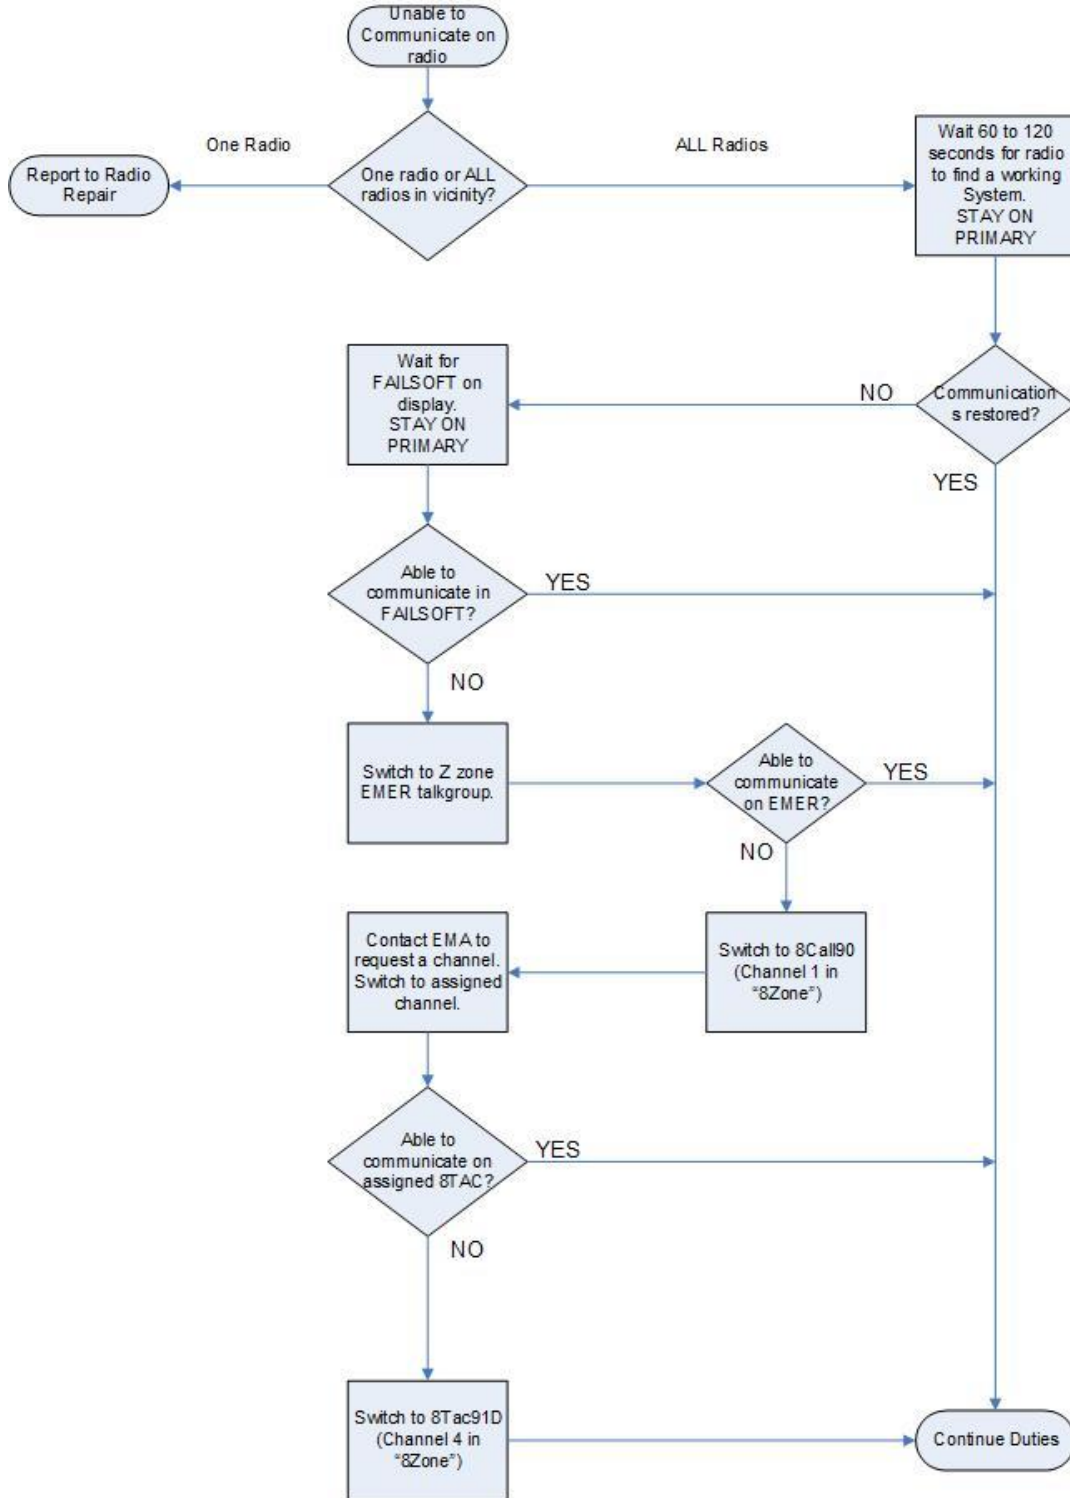 Unable to
Communicate on
radio
One Radio
ALL Radios
Report to Radio
Repair
One radio or ALL
radios in vicinity?
Wait 60 to 120
seconds for radio
to find a working
System.
STAY ON
PRIMARY
Wait for
FAILSOFT on
display.
STAY ON
PRIMARY
NO
Communication
s restored?
YES
Able to
communicate in
FAILSOFT?
YES
NO
Switch to Z zone
EMER talkgroup.
Able to
communicate
on EMER?
YES
NO
Contact EMA to
request a channel.
Switch to assigned
channel.
Switch to 8Call90
(Channel 1 in
“8Zone”)
Able to
communicate on
assigned 8TAC?
YES
NO
Switch to 8Tac91D
(Channel 4 in
“8Zone”)
Continue Duties